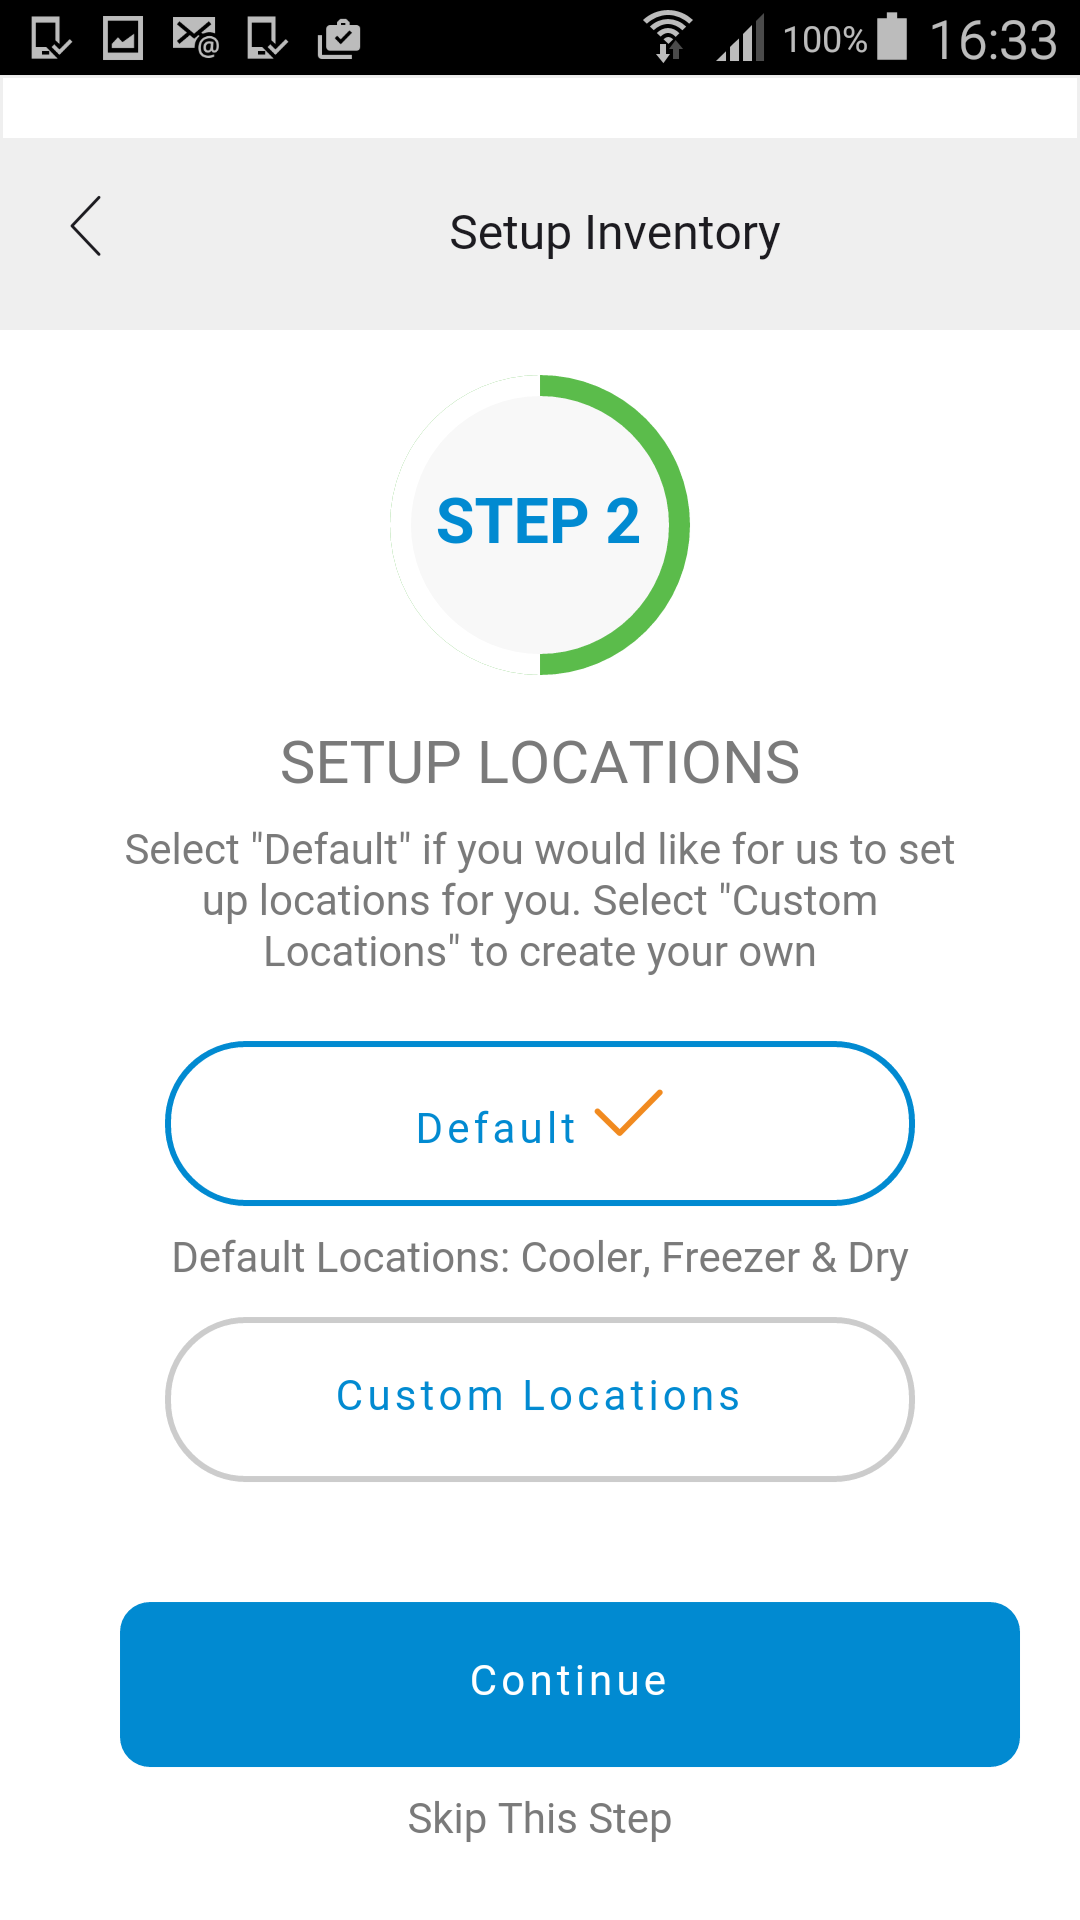 100% 16:33
Setup Inventory
STEP 2
SETUP LOCATIONS
Select "Default" if you would like for us to set
up locations for you. Select "Custom
Locations" to create your own
Default
Default Locations: Cooler, Freezer & Dry
Custom Locations
Continue
Skip This Step